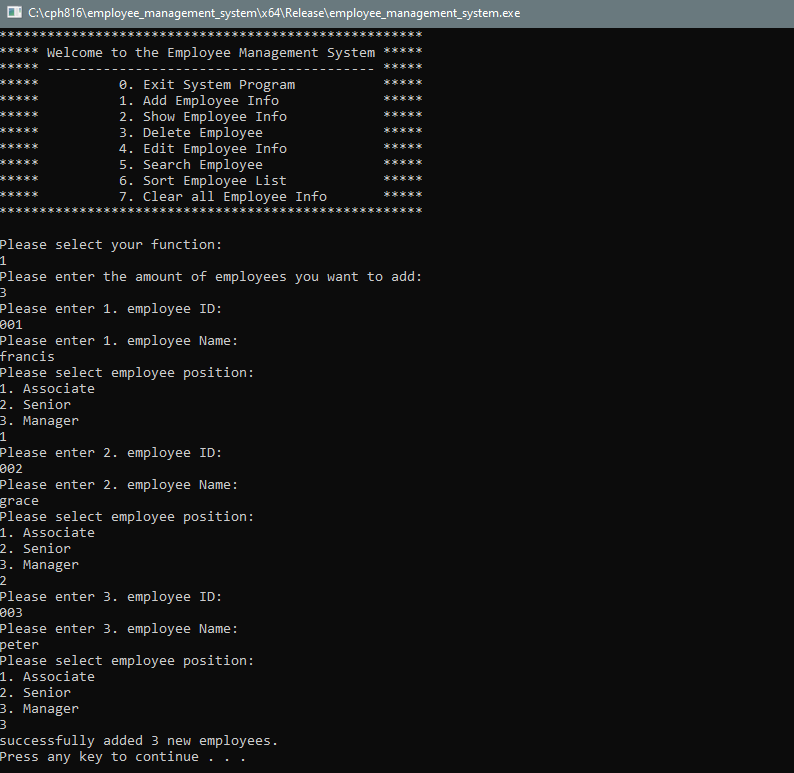 C:\cph816\employee_management_system\x64\Release\employee_management_system.exe
*****************************************************
***** Welcome to the Employee Management System *****
***** ----------------------------------------- *****
***** 0. Exit System Program *****
***** 1. Add Employee Info *****
***** 2. Show Employee Info *****
***** 3. Delete Employee *****
***** 4. Edit Employee Info *****
***** 5. Search Employee *****
***** 6. Sort Employee List *****
***** 7. Clear all Employee Info *****
*****************************************************
Please select your function:
1
Please enter the amount of employees you want to add:
3
Please enter 1. employee ID:
001
Please enter 1. employee Name:
francis
Please select employee position:
1. Associate
2. Senior
3. Manager
1
Please enter 2. employee ID:
002
Please enter 2. employee Name:
grace
Please select employee position:
1. Associate
2. Senior
3. Manager
2
Please enter 3. employee ID:
003
Please enter 3. employee Name:
peter
Please select employee position:
1. Associate
2. Senior
3. Manager
3
successfully added 3 new employees.
Press any key to continue . . .